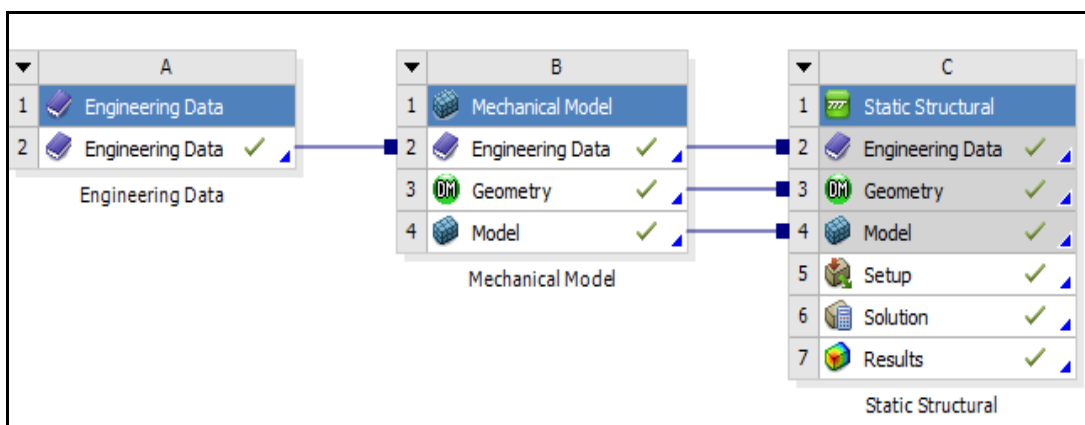 A
1 Engineering Data
2 Engineering Data
Engineering Data
B
1 Mechanical Model
2 Engineering Data
3 DM Geometry
4 Model
Mechanical Model
C
1 Static Structural
2 Engineering Data
3 DM Geometry
4 Model
5 Setup
6 Solution
7 Results
Static Structural